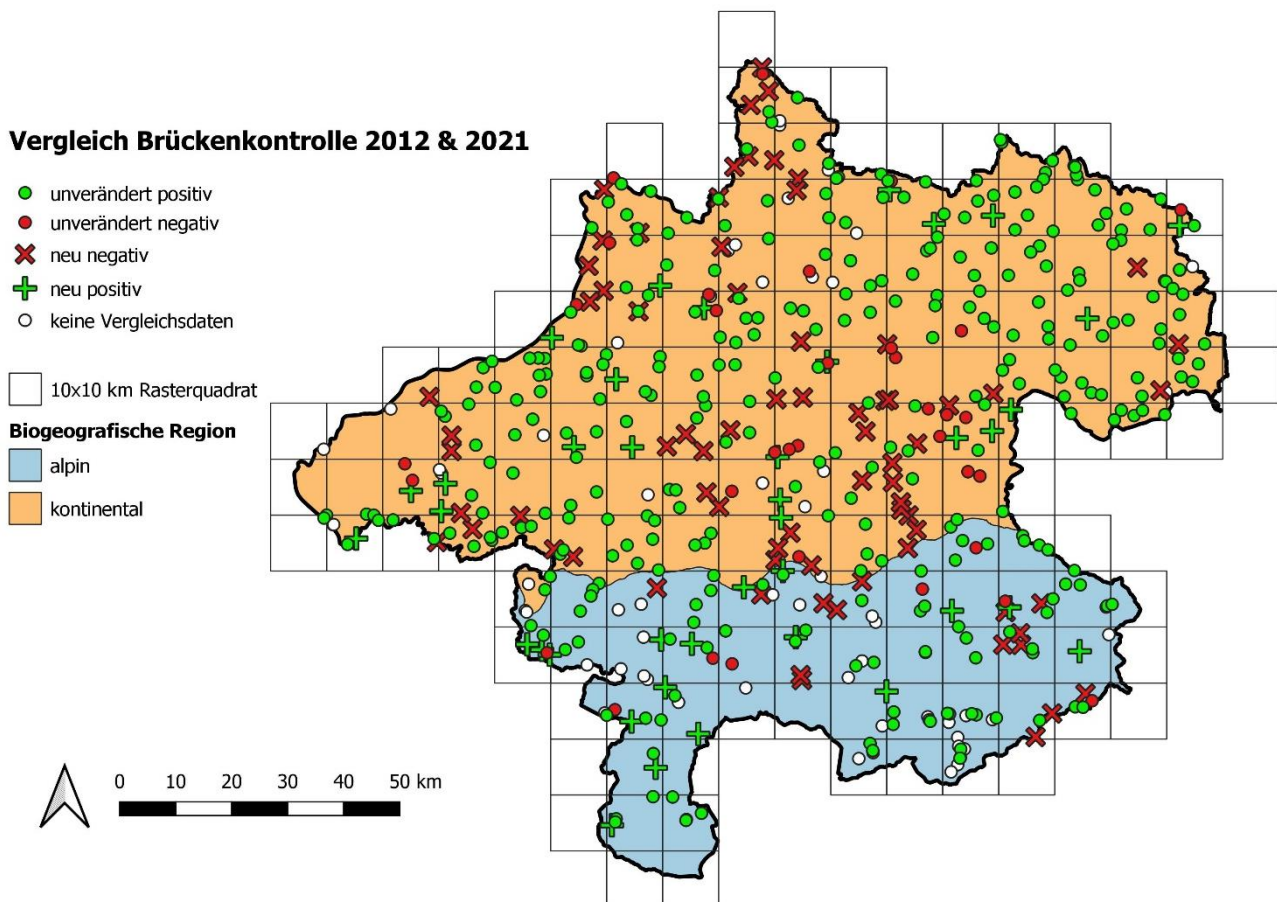 Vergleich Brückenkontrolle 2012 & 2021
unverändert positiv
unverändert negativ
neu negativ
neu positiv
keine Vergleichsdaten
10x10 km Rasterquadrat
Biogeografische Region
alpin
kontinental
0 10 20 30 40 50 km